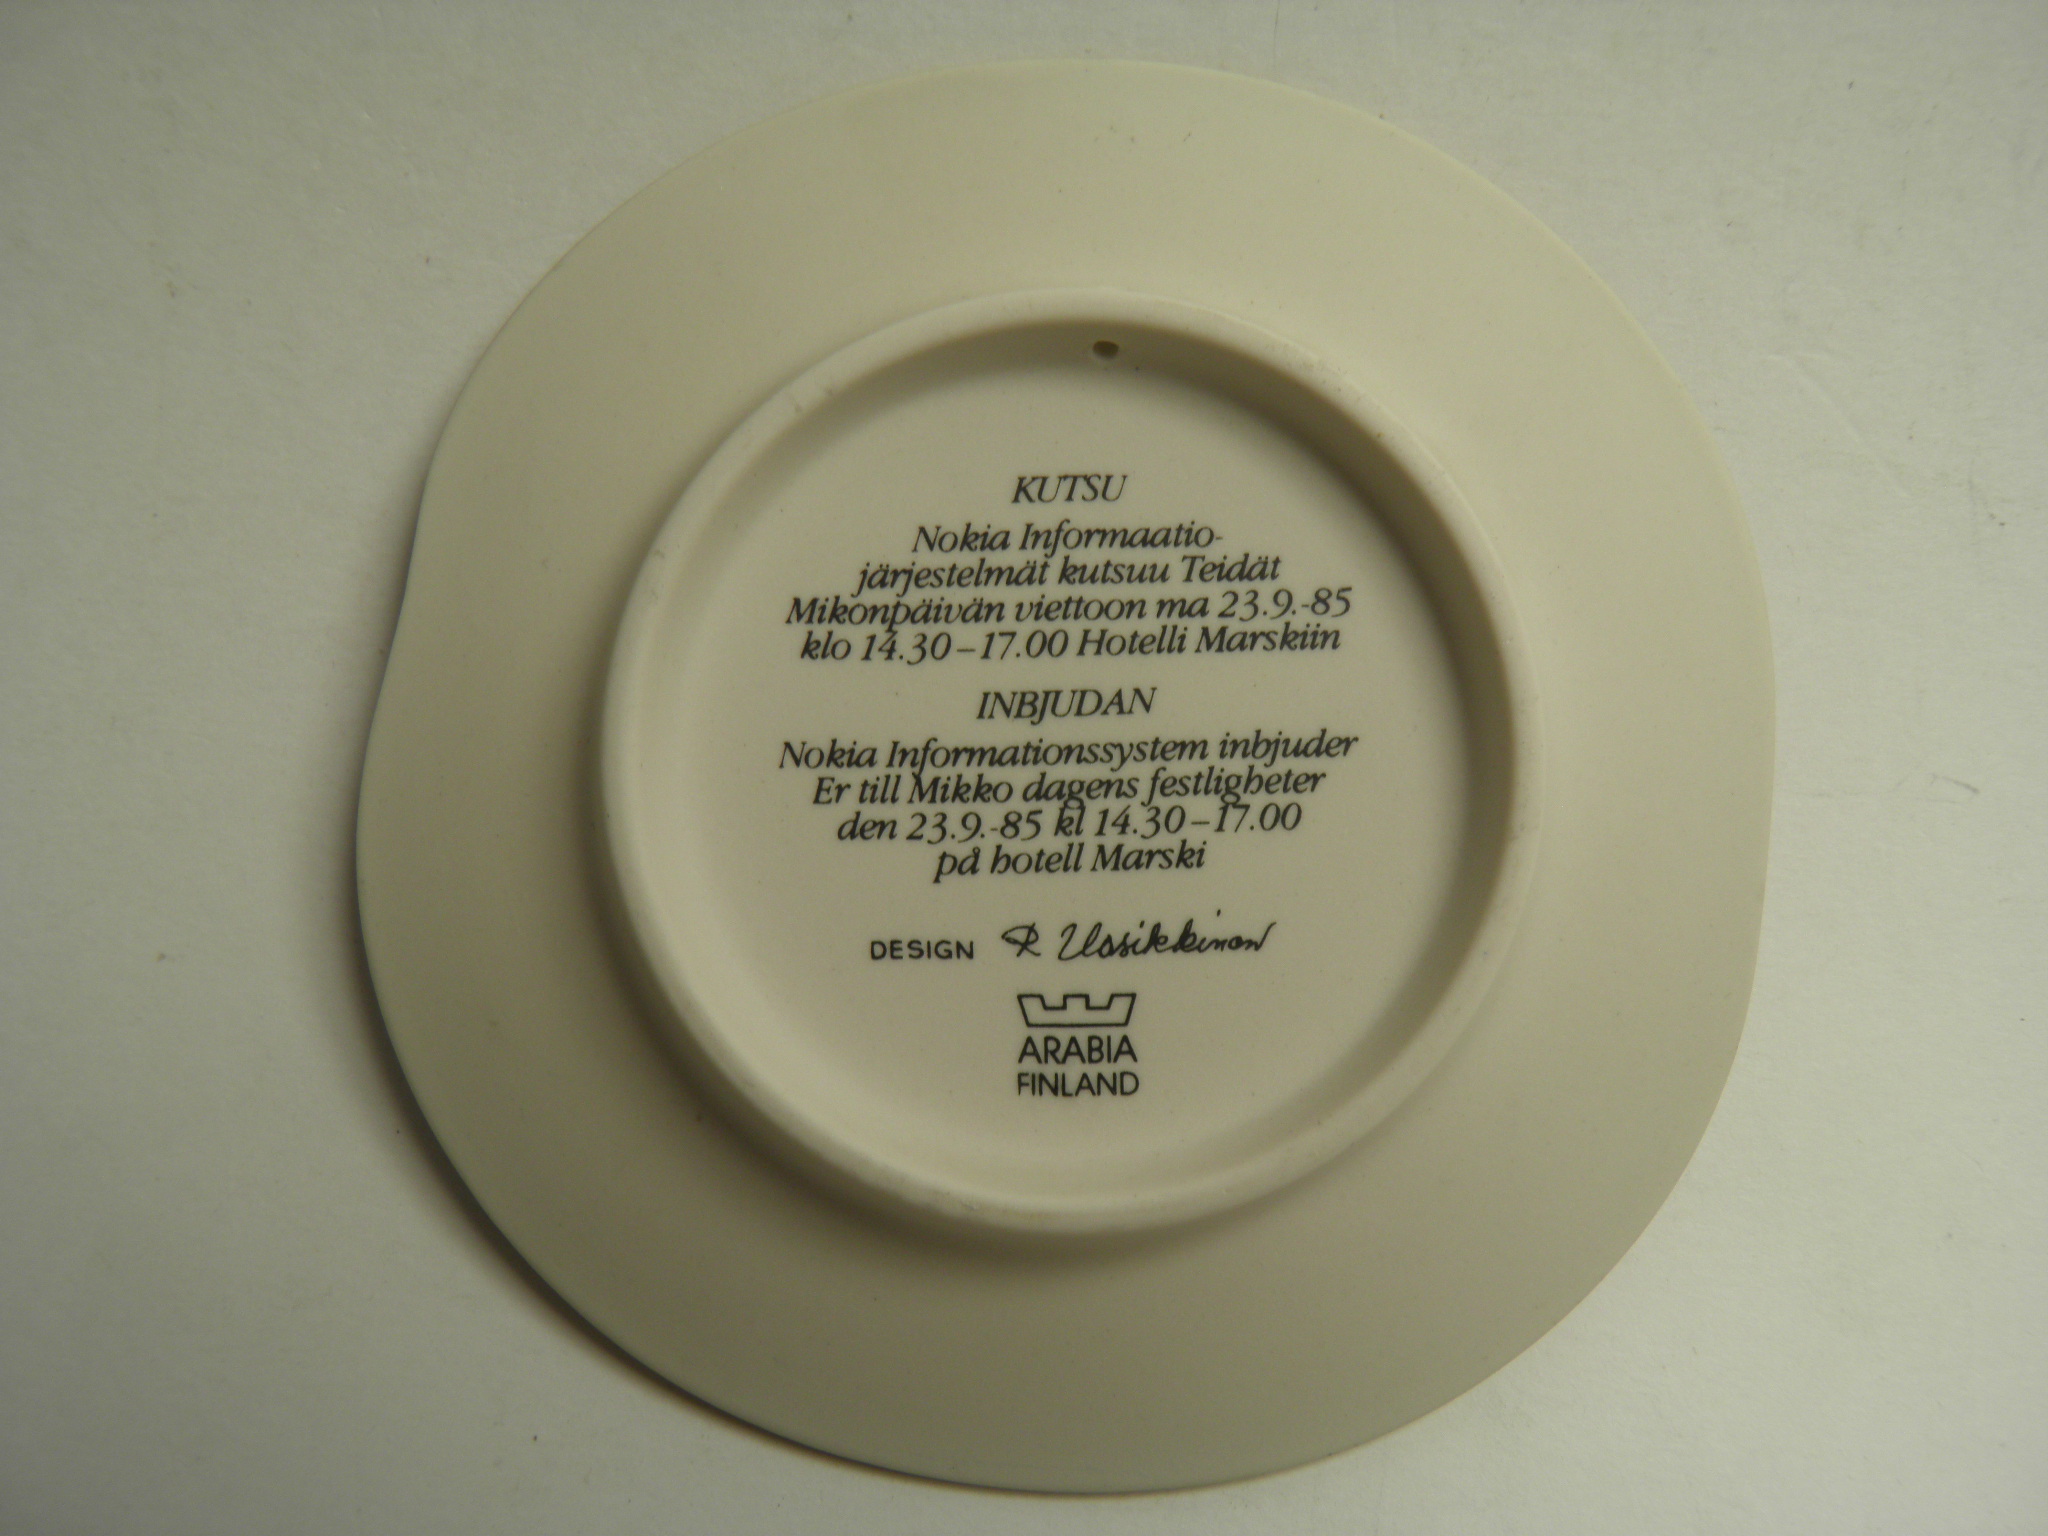 KUTSU
Nokia Informaatio-
järjestelmät kutsuu Teidät
Mikonpäivän viettoon ma 23.9.-85
klo 14.30–17.00 Hotelli Marskiin
INBJUDAN
Nokia Informationssystem inbjuder
Er till Mikko dagens festligheter
den 23.9.-85 kl 14.30–17.00
på hotell Marski
DESIGN R Uosikkinen
ARABIA
FINLAND